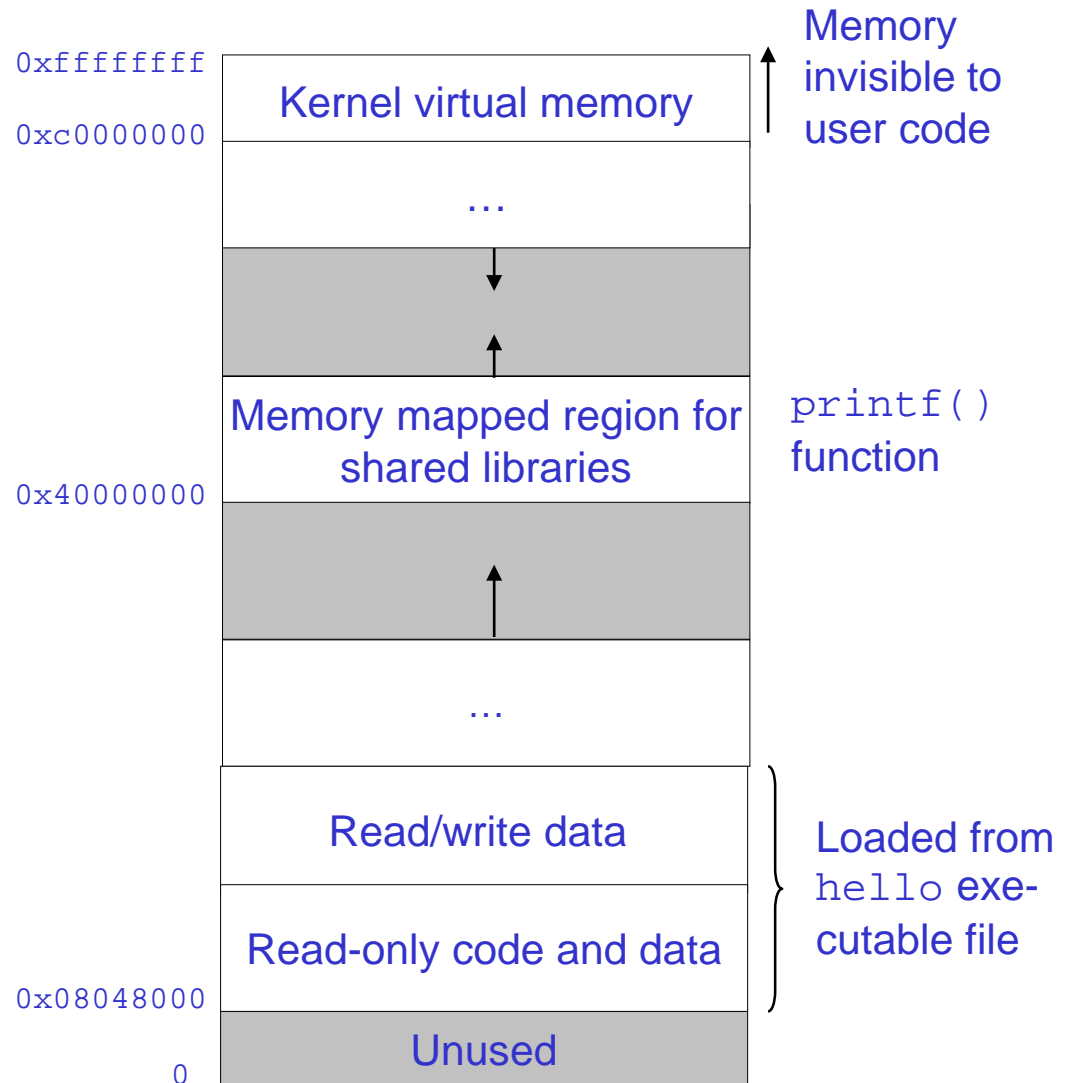 Memory
invisible to
user code
0xffffffff
Kernel virtual memory
0xc0000000
…
Memory mapped region for
shared libraries
printf()
function
0x40000000
…
Read/write data
Loaded from
hello exe-
cutable file
Read-only code and data
0x08048000
Unused
0